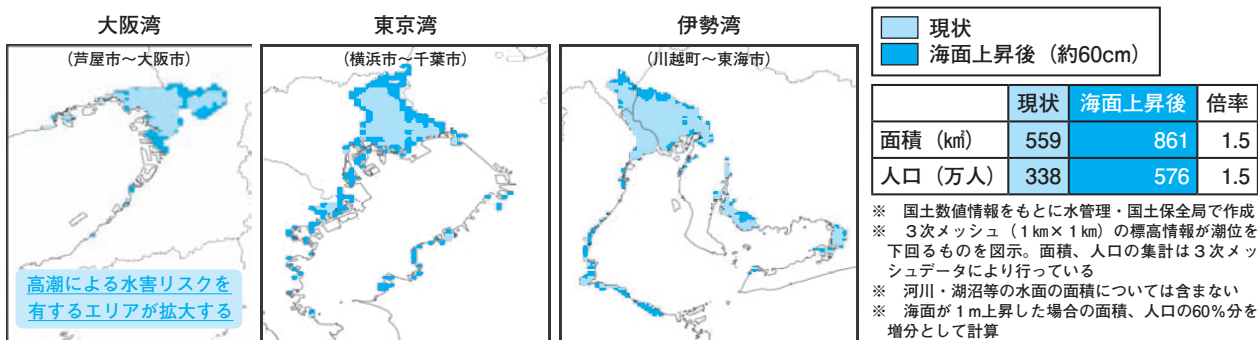 大阪湾
(芦屋市～大阪市)
高潮による水害リスクを
有するエリアが拡大する
東京湾
(横浜市～千葉市)
伊勢湾
(川越町～東海市)
現状
海面上昇後（約60cm）
現状 海面上昇後 倍率
面積（㎢） 559 861 1.5
人口（万人） 338 576 1.5
※ 国土数値情報をもとに水管理・国土保全局で作成
※ ３次メッシュ（１㎞×１㎞）の標高情報が潮位を
下回るものを図示。面積、人口の集計は３次メッ
シュデータにより行っている
※ 河川・湖沼等の水面の面積については含まない
※ 海面が１ｍ上昇した場合の面積、人口の60％分を
増分として計算